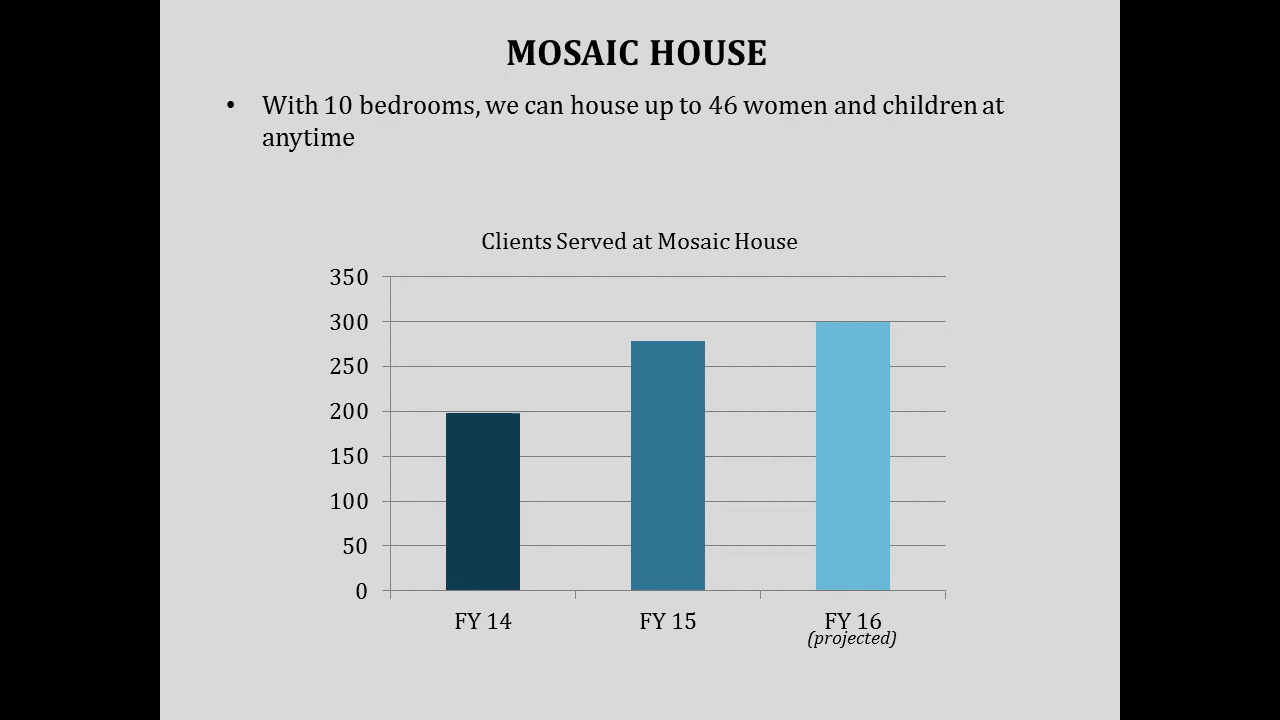 MOSAIC HOUSE
• With 10 bedrooms, we can house up to 46 women and children at
anytime
Clients Served at Mosaic House
350
300
250
200
150
100
50
0
FY 14 FY 15 FY 16
(projected)